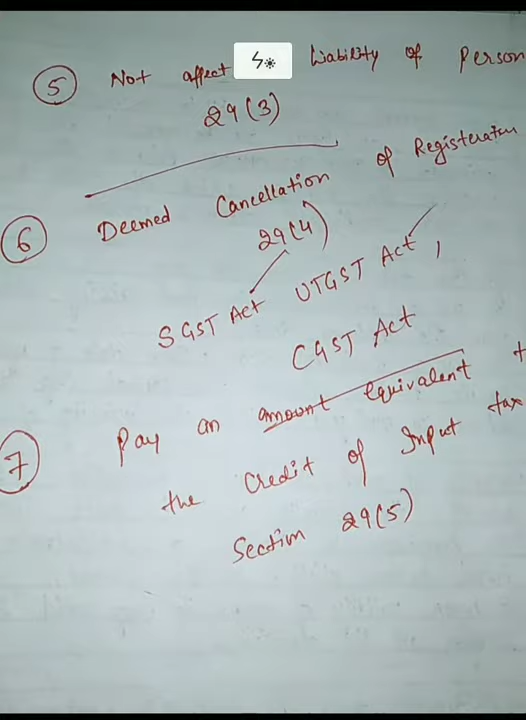 5 Not affect liability of Person
29(3)
6 Deemed Cancellation of Registeration
29(4)
SGST Act UTGST Act,
CGST Act
7 Pay an amount equivalent t
the Credit of Input tax
Section 29(5)